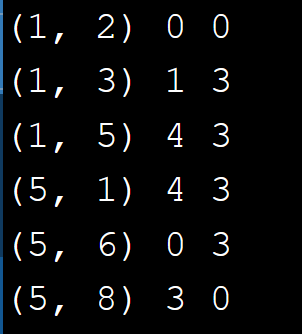 (1, 2) 0 0
(1, 3) 1 3
(1, 5) 4 3
(5, 1) 4 3
(5, 6) 0 3
(5, 8) 3 0